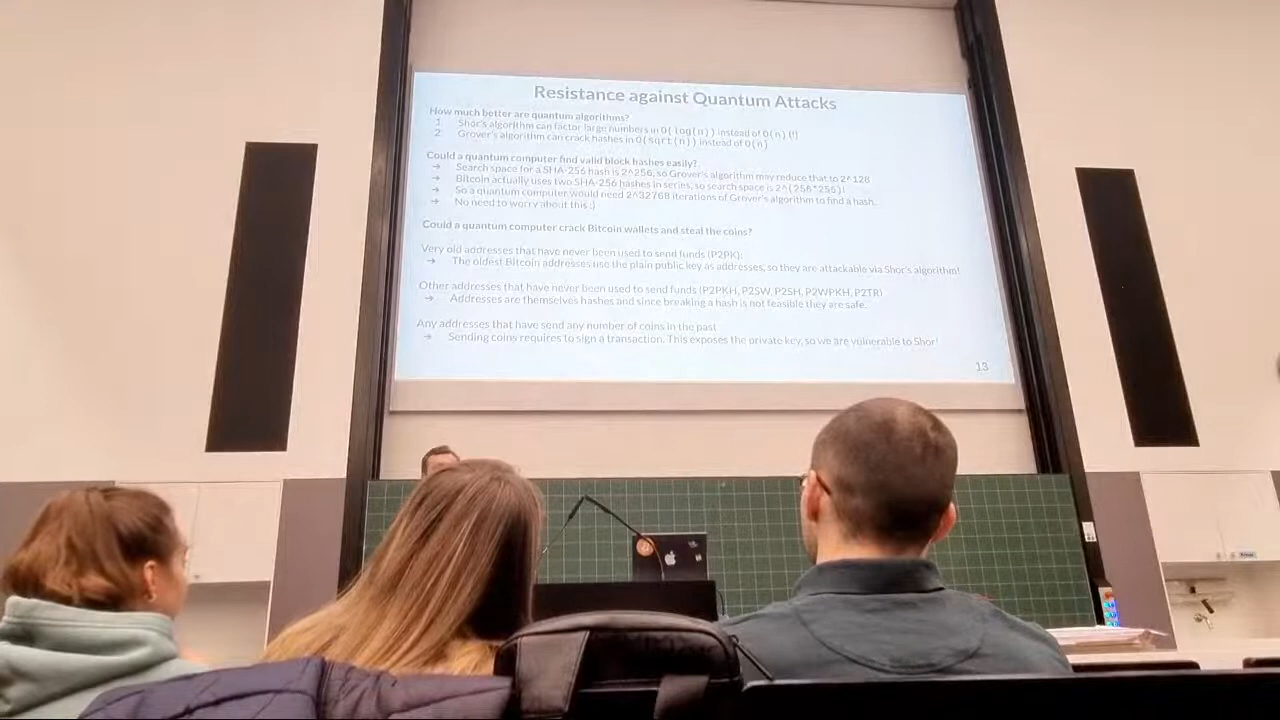 Resistance against Quantum Attacks
How much better are quantum algorithms?
1. Shor's algorithm can factor large numbers in O(log(n)) instead of O(n) (!)
2. Grover's algorithm can crack hashes in O(sqrt(n)) instead of O(n)
Could a quantum computer find valid block hashes easily?
→ Search space for a SHA-256 hash is 2^256, so Grover's algorithm may reduce that to 2^128
→ Bitcoin actually uses two SHA-256 hashes in series, so search space is 2^(256*256)!
→ So a quantum computer would need 2^32768 iterations of Grover's algorithm to find a hash.
→ No need to worry about this :)
Could a quantum computer crack Bitcoin wallets and steal the coins?
Very old addresses that have never been used to send funds (P2PK):
→ The oldest Bitcoin addresses use the plain public key as addresses, so they are attackable via Shor's algorithm!
Other addresses that have never been used to send funds (P2PKH, P2SW, P2SH, P2WPKH, P2TR)
→ Addresses are themselves hashes and since breaking a hash is not feasible they are safe.
Any addresses that have send any number of coins in the past
→ Sending coins requires to sign a transaction. This exposes the private key, so we are vulnerable to Shor!
13